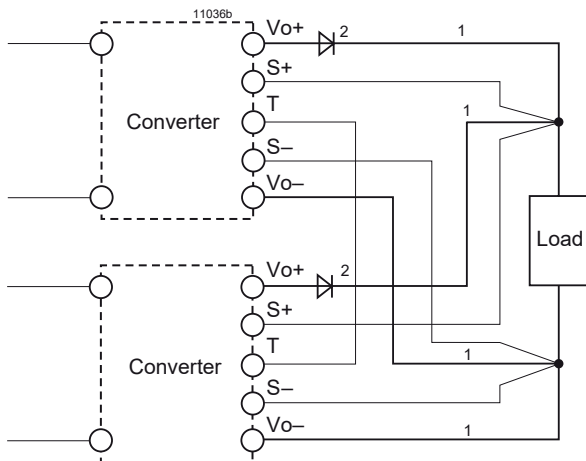 11036b
Vo+
2
1
S+
T
1
Converter
S–
Vo–
Load
Vo+
2
S+
T
1
Converter
S–
Vo–
1